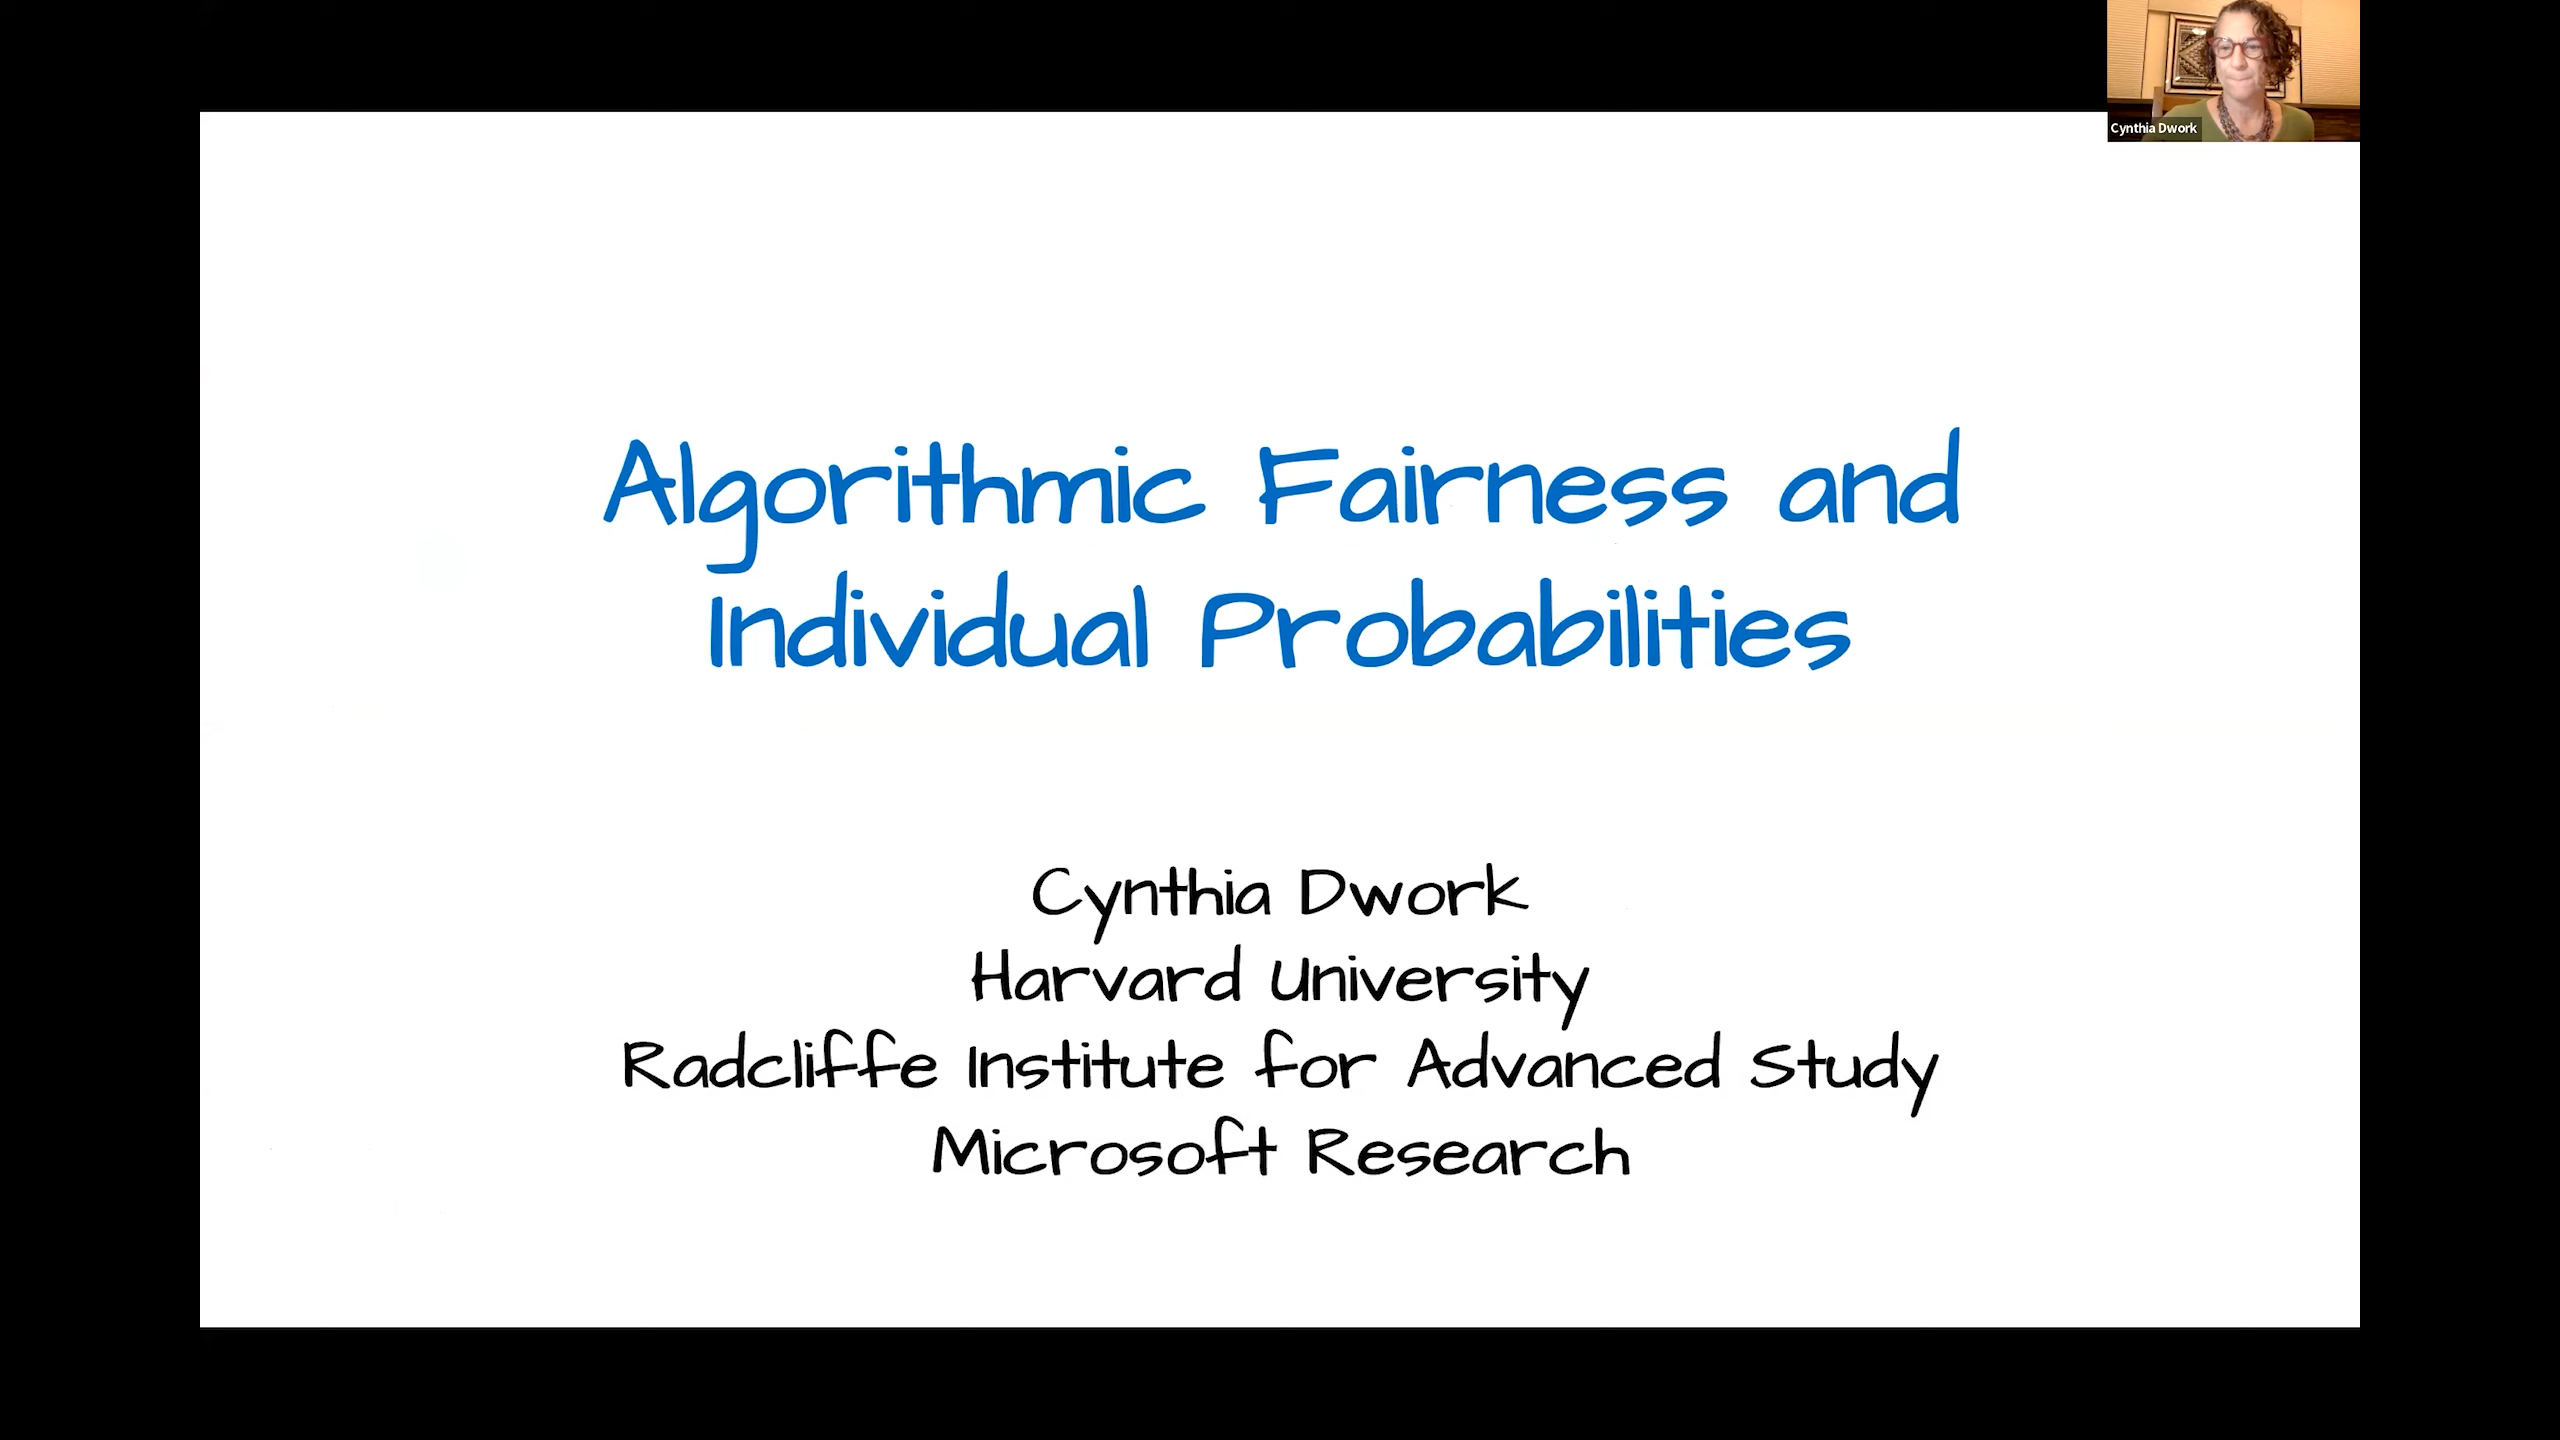 Cynthia Dwork
Algorithmic Fairness and
Individual Probabilities
Cynthia Dwork
Harvard University
Radcliffe Institute for Advanced Study
Microsoft Research